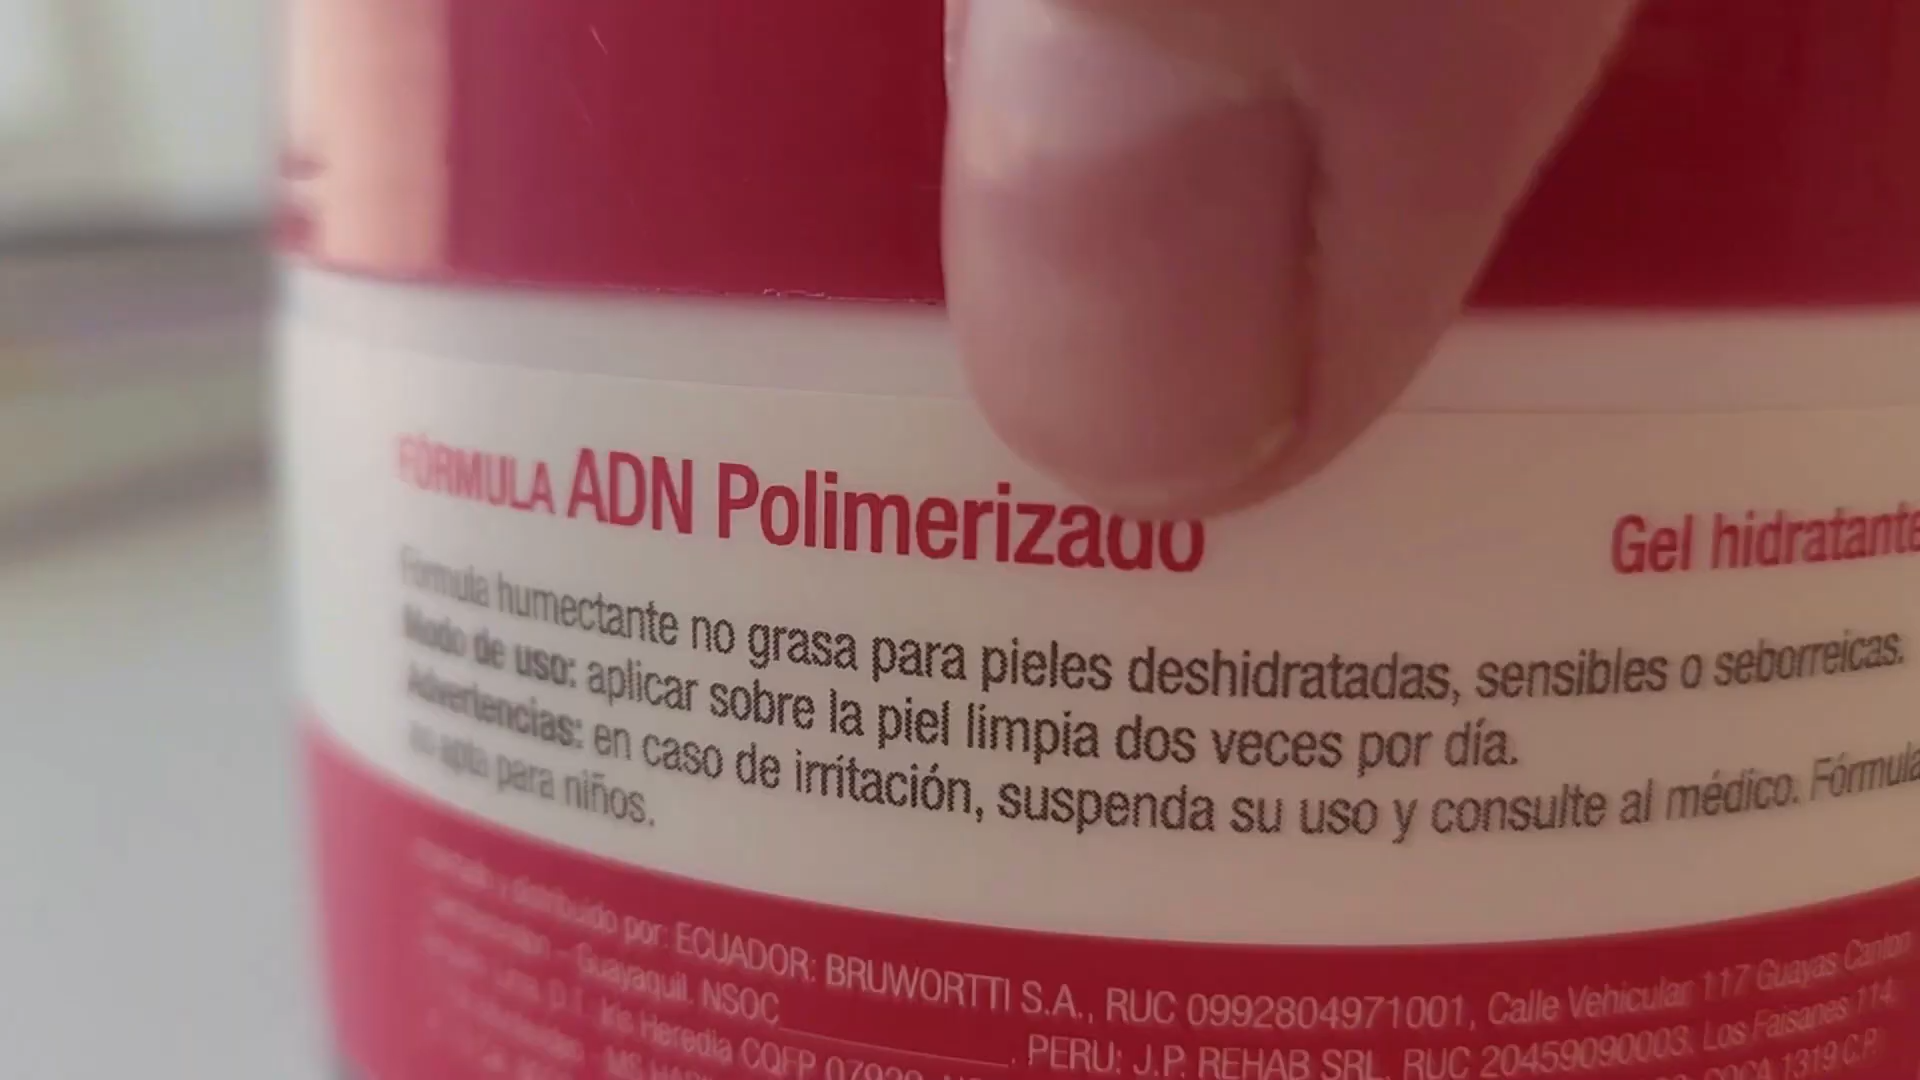 FÓRMULA ADN Polimerizado
Gel hidratante
Fórmula humectante no grasa para pieles deshidratadas, sensibles o seborreicas.
Modo de uso: aplicar sobre la piel limpia dos veces por día.
Advertencias: en caso de irritación, suspenda su uso y consulte al médico. Fórmula
no apta para niños.
distribuido por: ECUADOR: BRUWORTTI S.A., RUC 0992804971001, Calle Vehicular 117 Guayas Canton
Guayaquil. NSOC____________. PERU: J.P. REHAB SRL. RUC 20459090003. Los Faisanes 114.
Iris Heredia CQFP